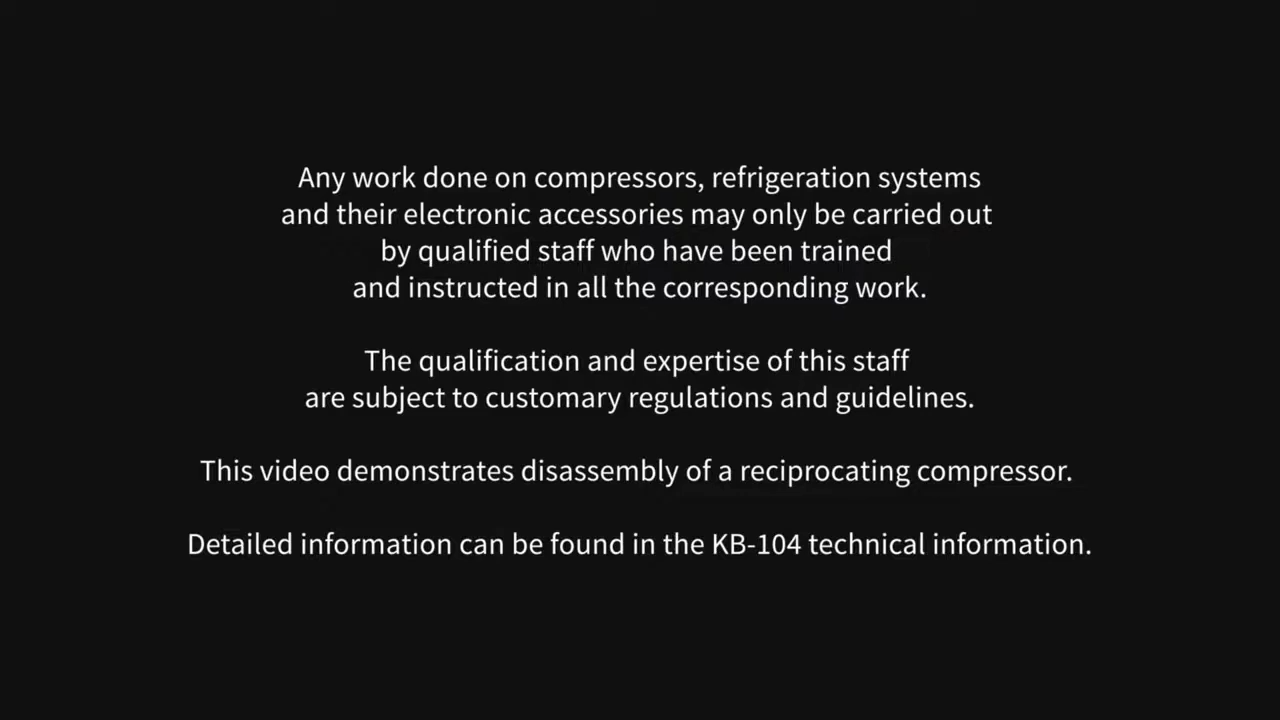 Any work done on compressors, refrigeration systems
and their electronic accessories may only be carried out
by qualified staff who have been trained
and instructed in all the corresponding work.
The qualification and expertise of this staff
are subject to customary regulations and guidelines.
This video demonstrates disassembly of a reciprocating compressor.
Detailed information can be found in the KB-104 technical information.